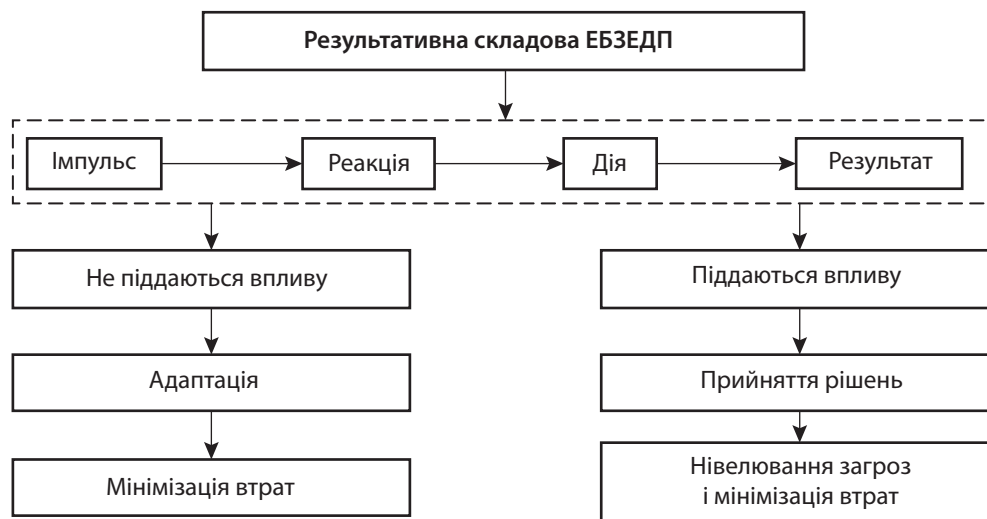 Результативна складова ЕБЗЕДП
Імпульс
Реакція
Дія
Результат
Не піддаються впливу
Піддаються впливу
Адаптація
Прийняття рішень
Мінімізація втрат
Нівелювання загроз
і мінімізація втрат